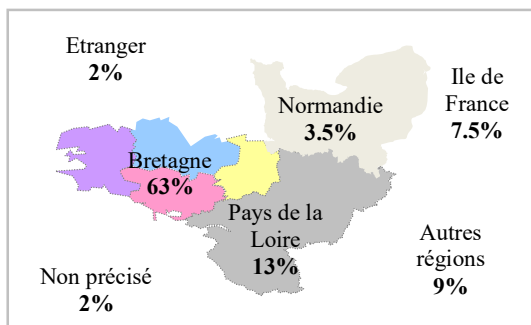 Etranger
2%
Normandie
3.5%
Ile de
France
7.5%
Bretagne
63%
Pays de la
Loire
13%
Autres
régions
9%
Non précisé
2%